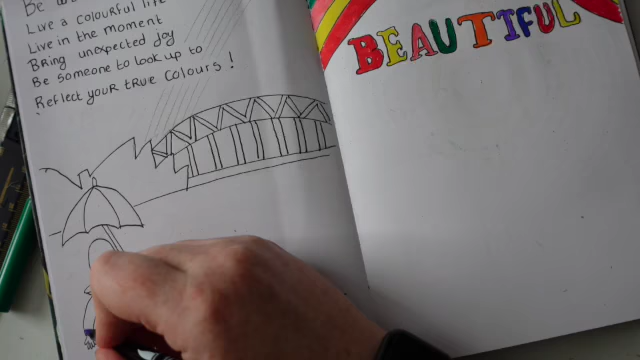 Be
Live a colourful life
Live in the moment
Bring unexpected joy
Be someone to look up to
Reflect your true colours!
BEAUTIFUL